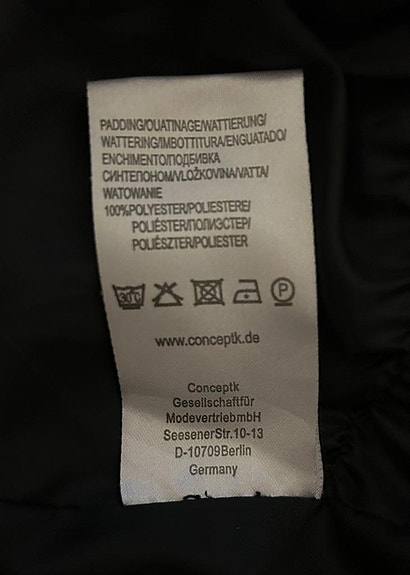 PADDING/OUATINAGE/WATTIERUNG/
WATTERING/IMBOTTITURA/ENGUATADO/
ENCHIMENTO/ПОДБИВКА
СИНТЕПОНОМ/VLOŽKOVINA/VATTA/
WATOWANIE
100%POLYESTER/POLIESTERE/
POLIÉSTER/ПОЛИЭСТЕР/
POLIÉSZTER/POLIESTER
30°C P
www.conceptk.de
Conceptk
Gesellschaftfür
ModevertriebmbH
SeesenerStr.10-13
D-10709Berlin
Germany